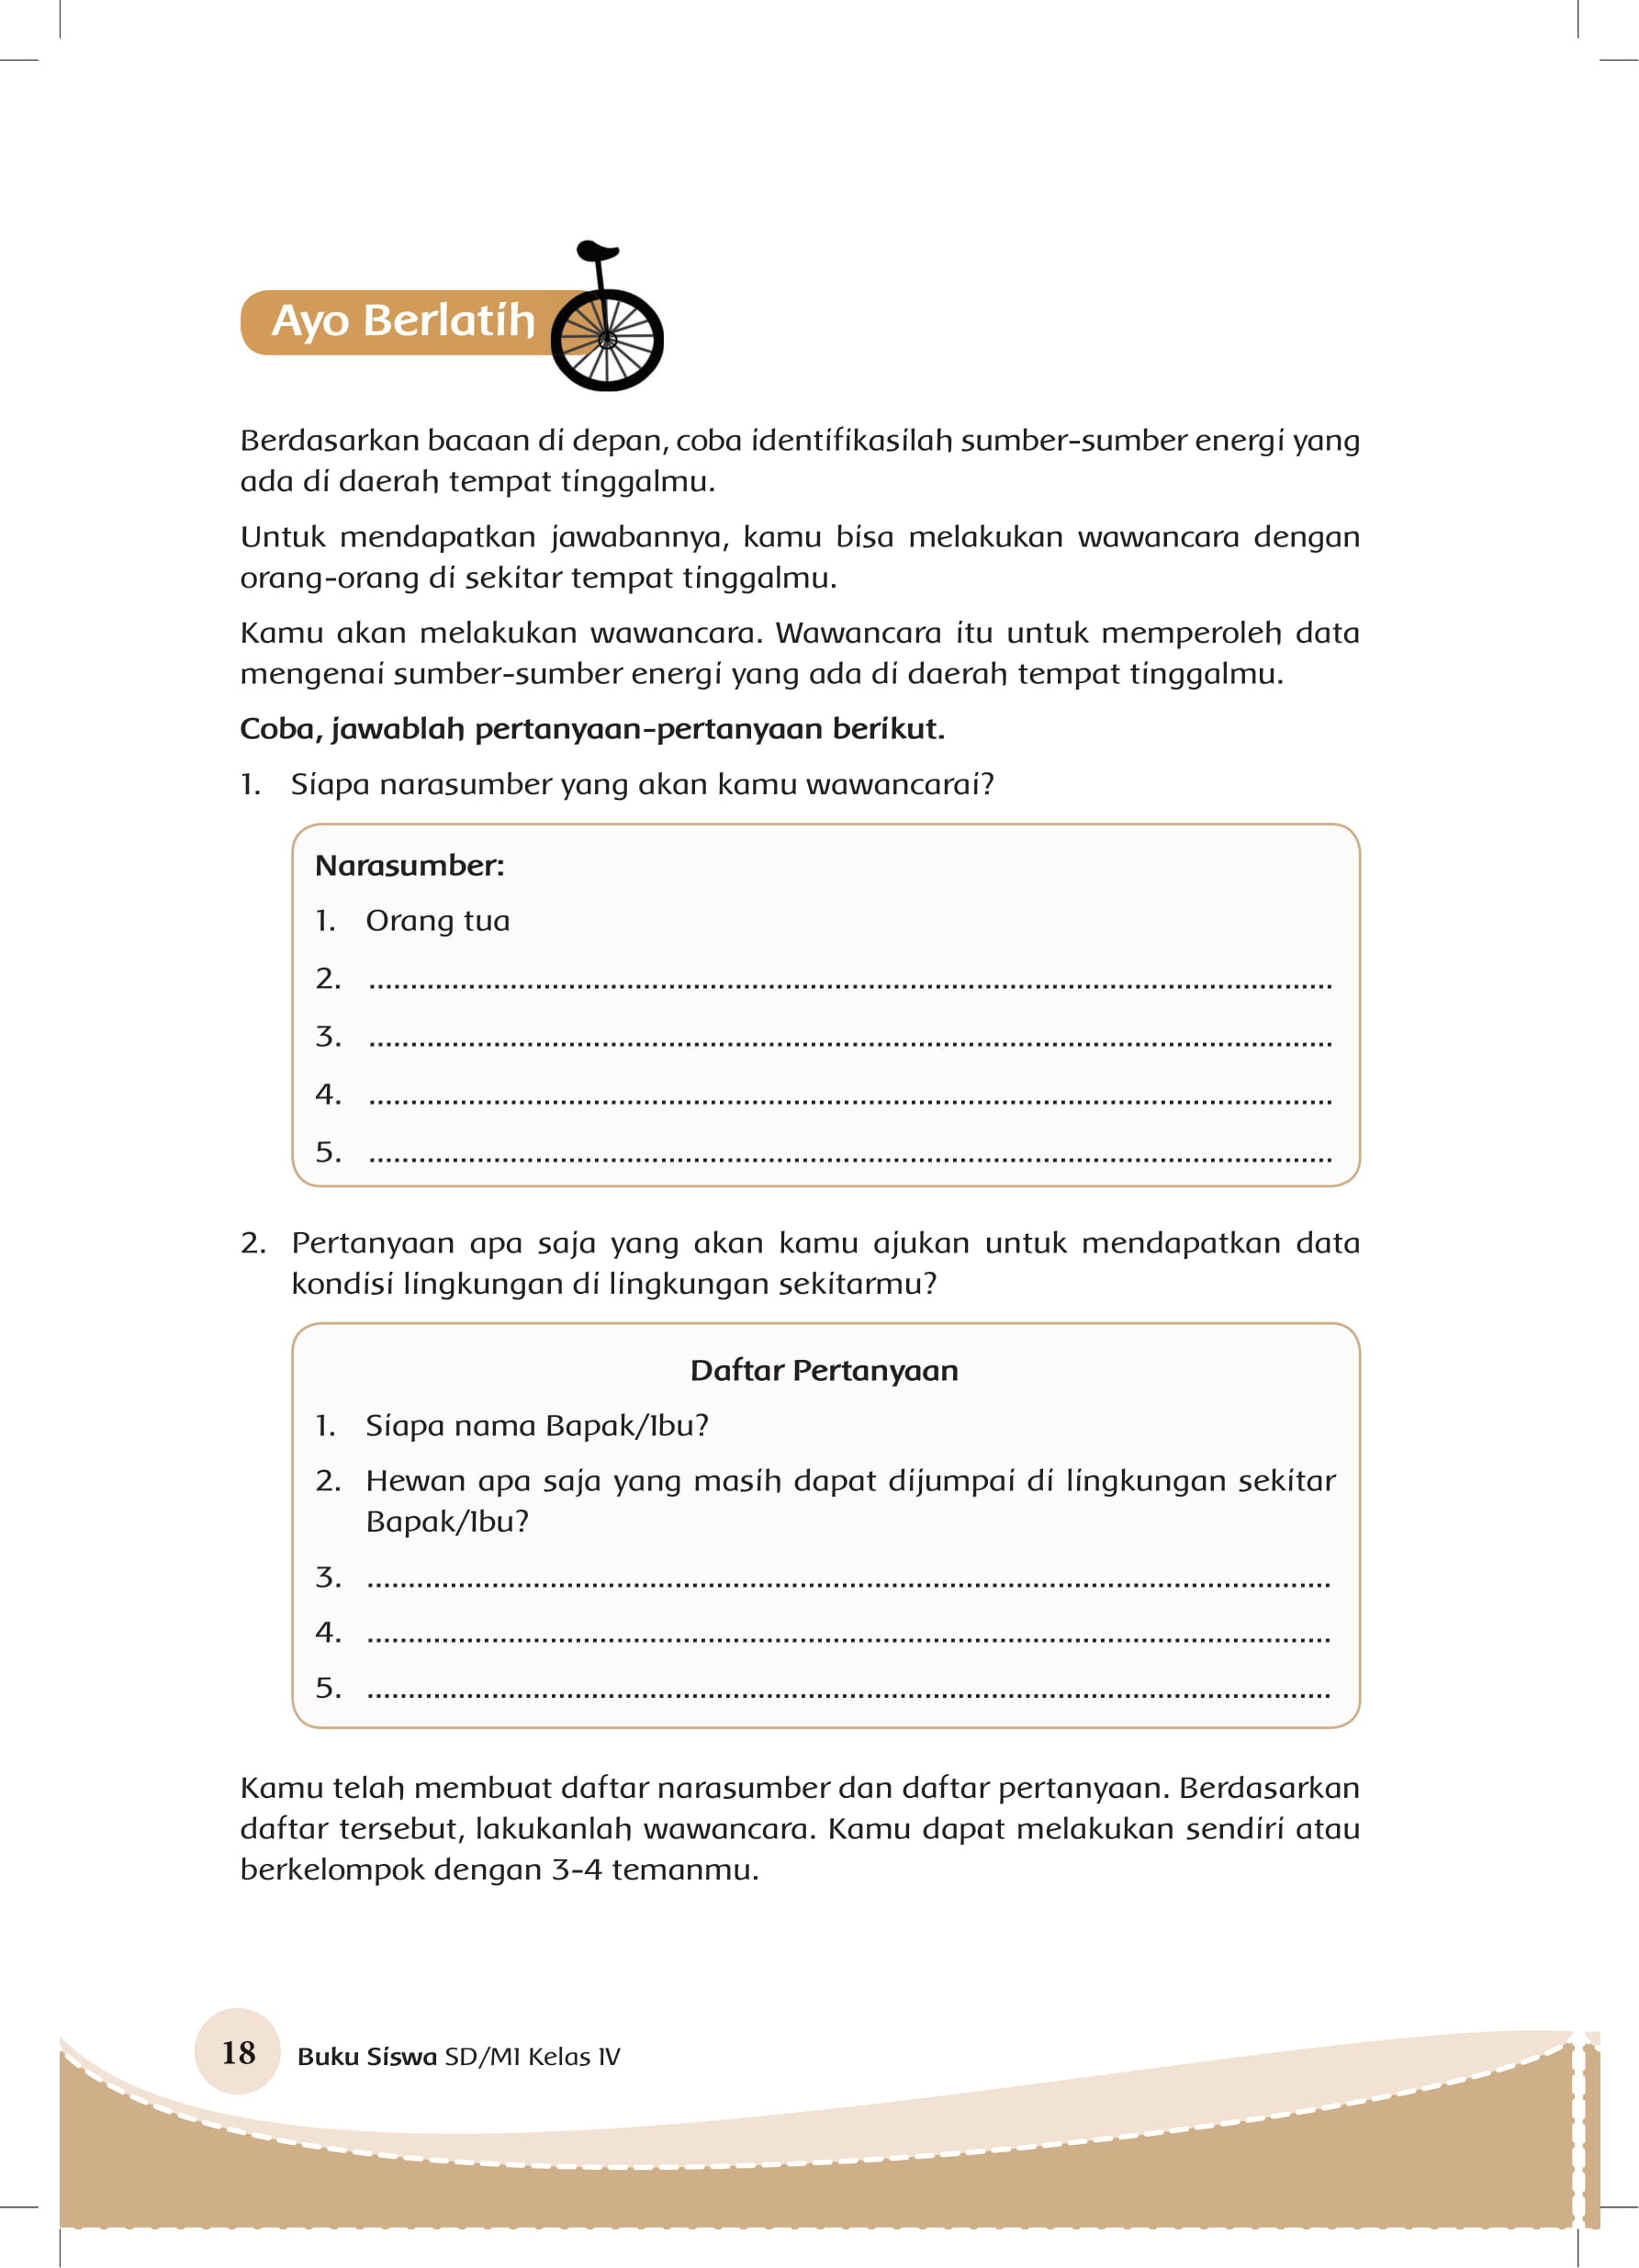 Ayo Berlatih
Berdasarkan bacaan di depan, coba identifikasilah sumber-sumber energi yang
ada di daerah tempat tinggalmu.
Untuk mendapatkan jawabannya, kamu bisa melakukan wawancara dengan
orang-orang di sekitar tempat tinggalmu.
Kamu akan melakukan wawancara. Wawancara itu untuk memperoleh data
mengenai sumber-sumber energi yang ada di daerah tempat tinggalmu.
Coba, jawablah pertanyaan-pertanyaan berikut.
1. Siapa narasumber yang akan kamu wawancarai?
Narasumber:
1. Orang tua
2. ....................................................................................................................
3. ....................................................................................................................
4. ....................................................................................................................
5. ....................................................................................................................
2. Pertanyaan apa saja yang akan kamu ajukan untuk mendapatkan data
kondisi lingkungan di lingkungan sekitarmu?
Daftar Pertanyaan
1. Siapa nama Bapak/Ibu?
2. Hewan apa saja yang masih dapat dijumpai di lingkungan sekitar
Bapak/Ibu?
3. ....................................................................................................................
4. ....................................................................................................................
5. ....................................................................................................................
Kamu telah membuat daftar narasumber dan daftar pertanyaan. Berdasarkan
daftar tersebut, lakukanlah wawancara. Kamu dapat melakukan sendiri atau
berkelompok dengan 3-4 temanmu.
18 Buku Siswa SD/MI Kelas IV